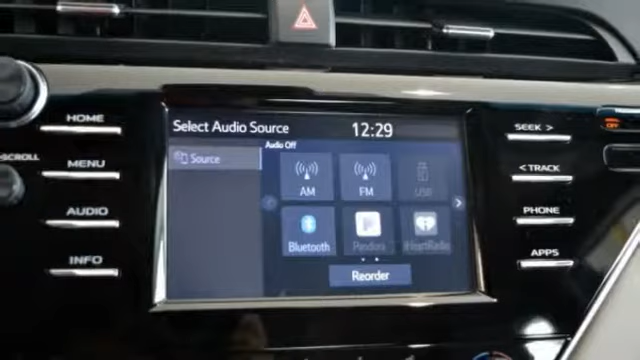 HOME
SCROLL
MENU
AUDIO
INFO
Select Audio Source
12:29
Source
Audio Off
AM
FM
USB
Bluetooth
Pandora
iHeartRadio
Reorder
SEEK >
< TRACK
PHONE
APPS
OFF